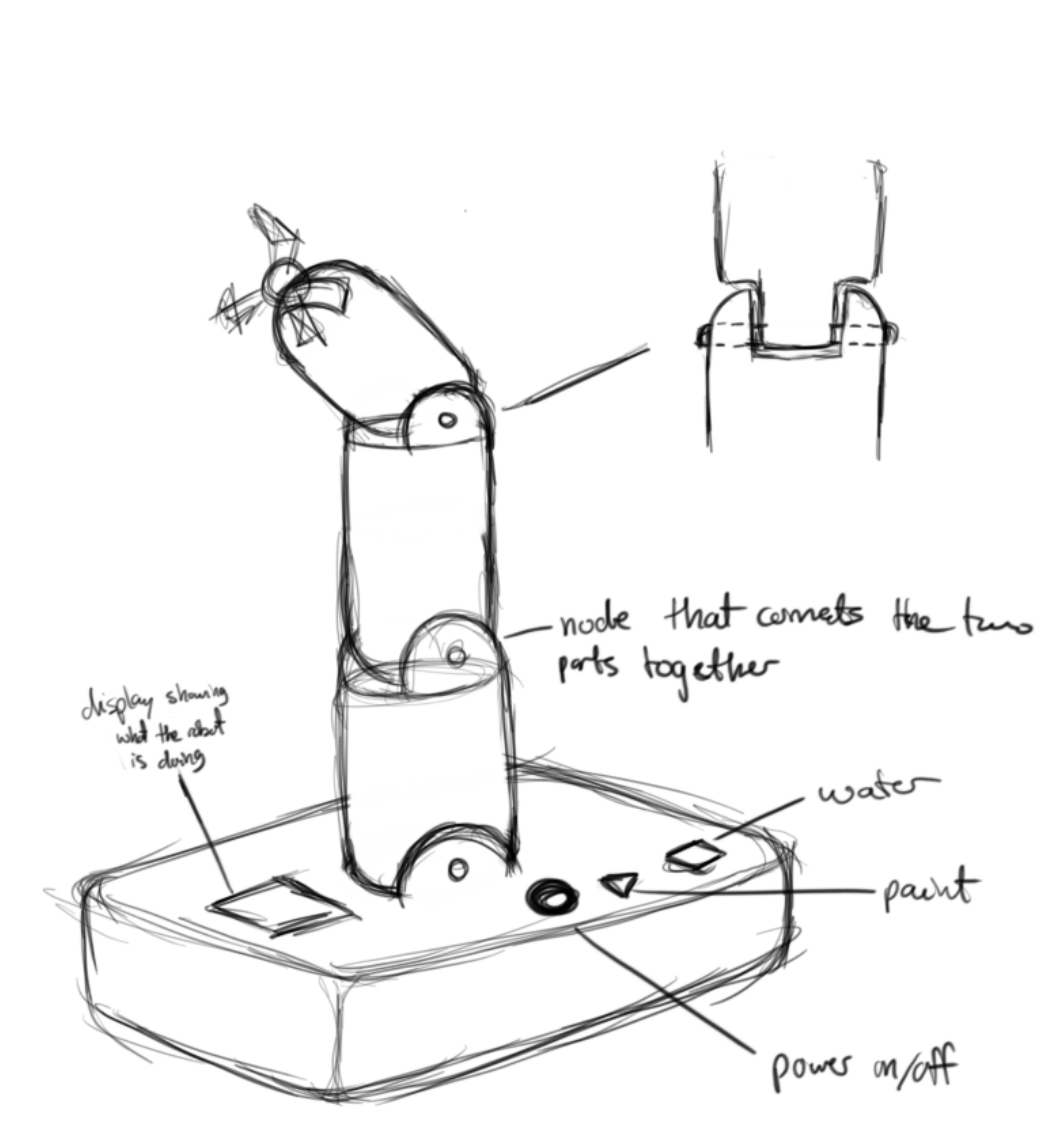 node that connects the two
parts together
display showing
what the robot
is doing
water
paint
power on/off